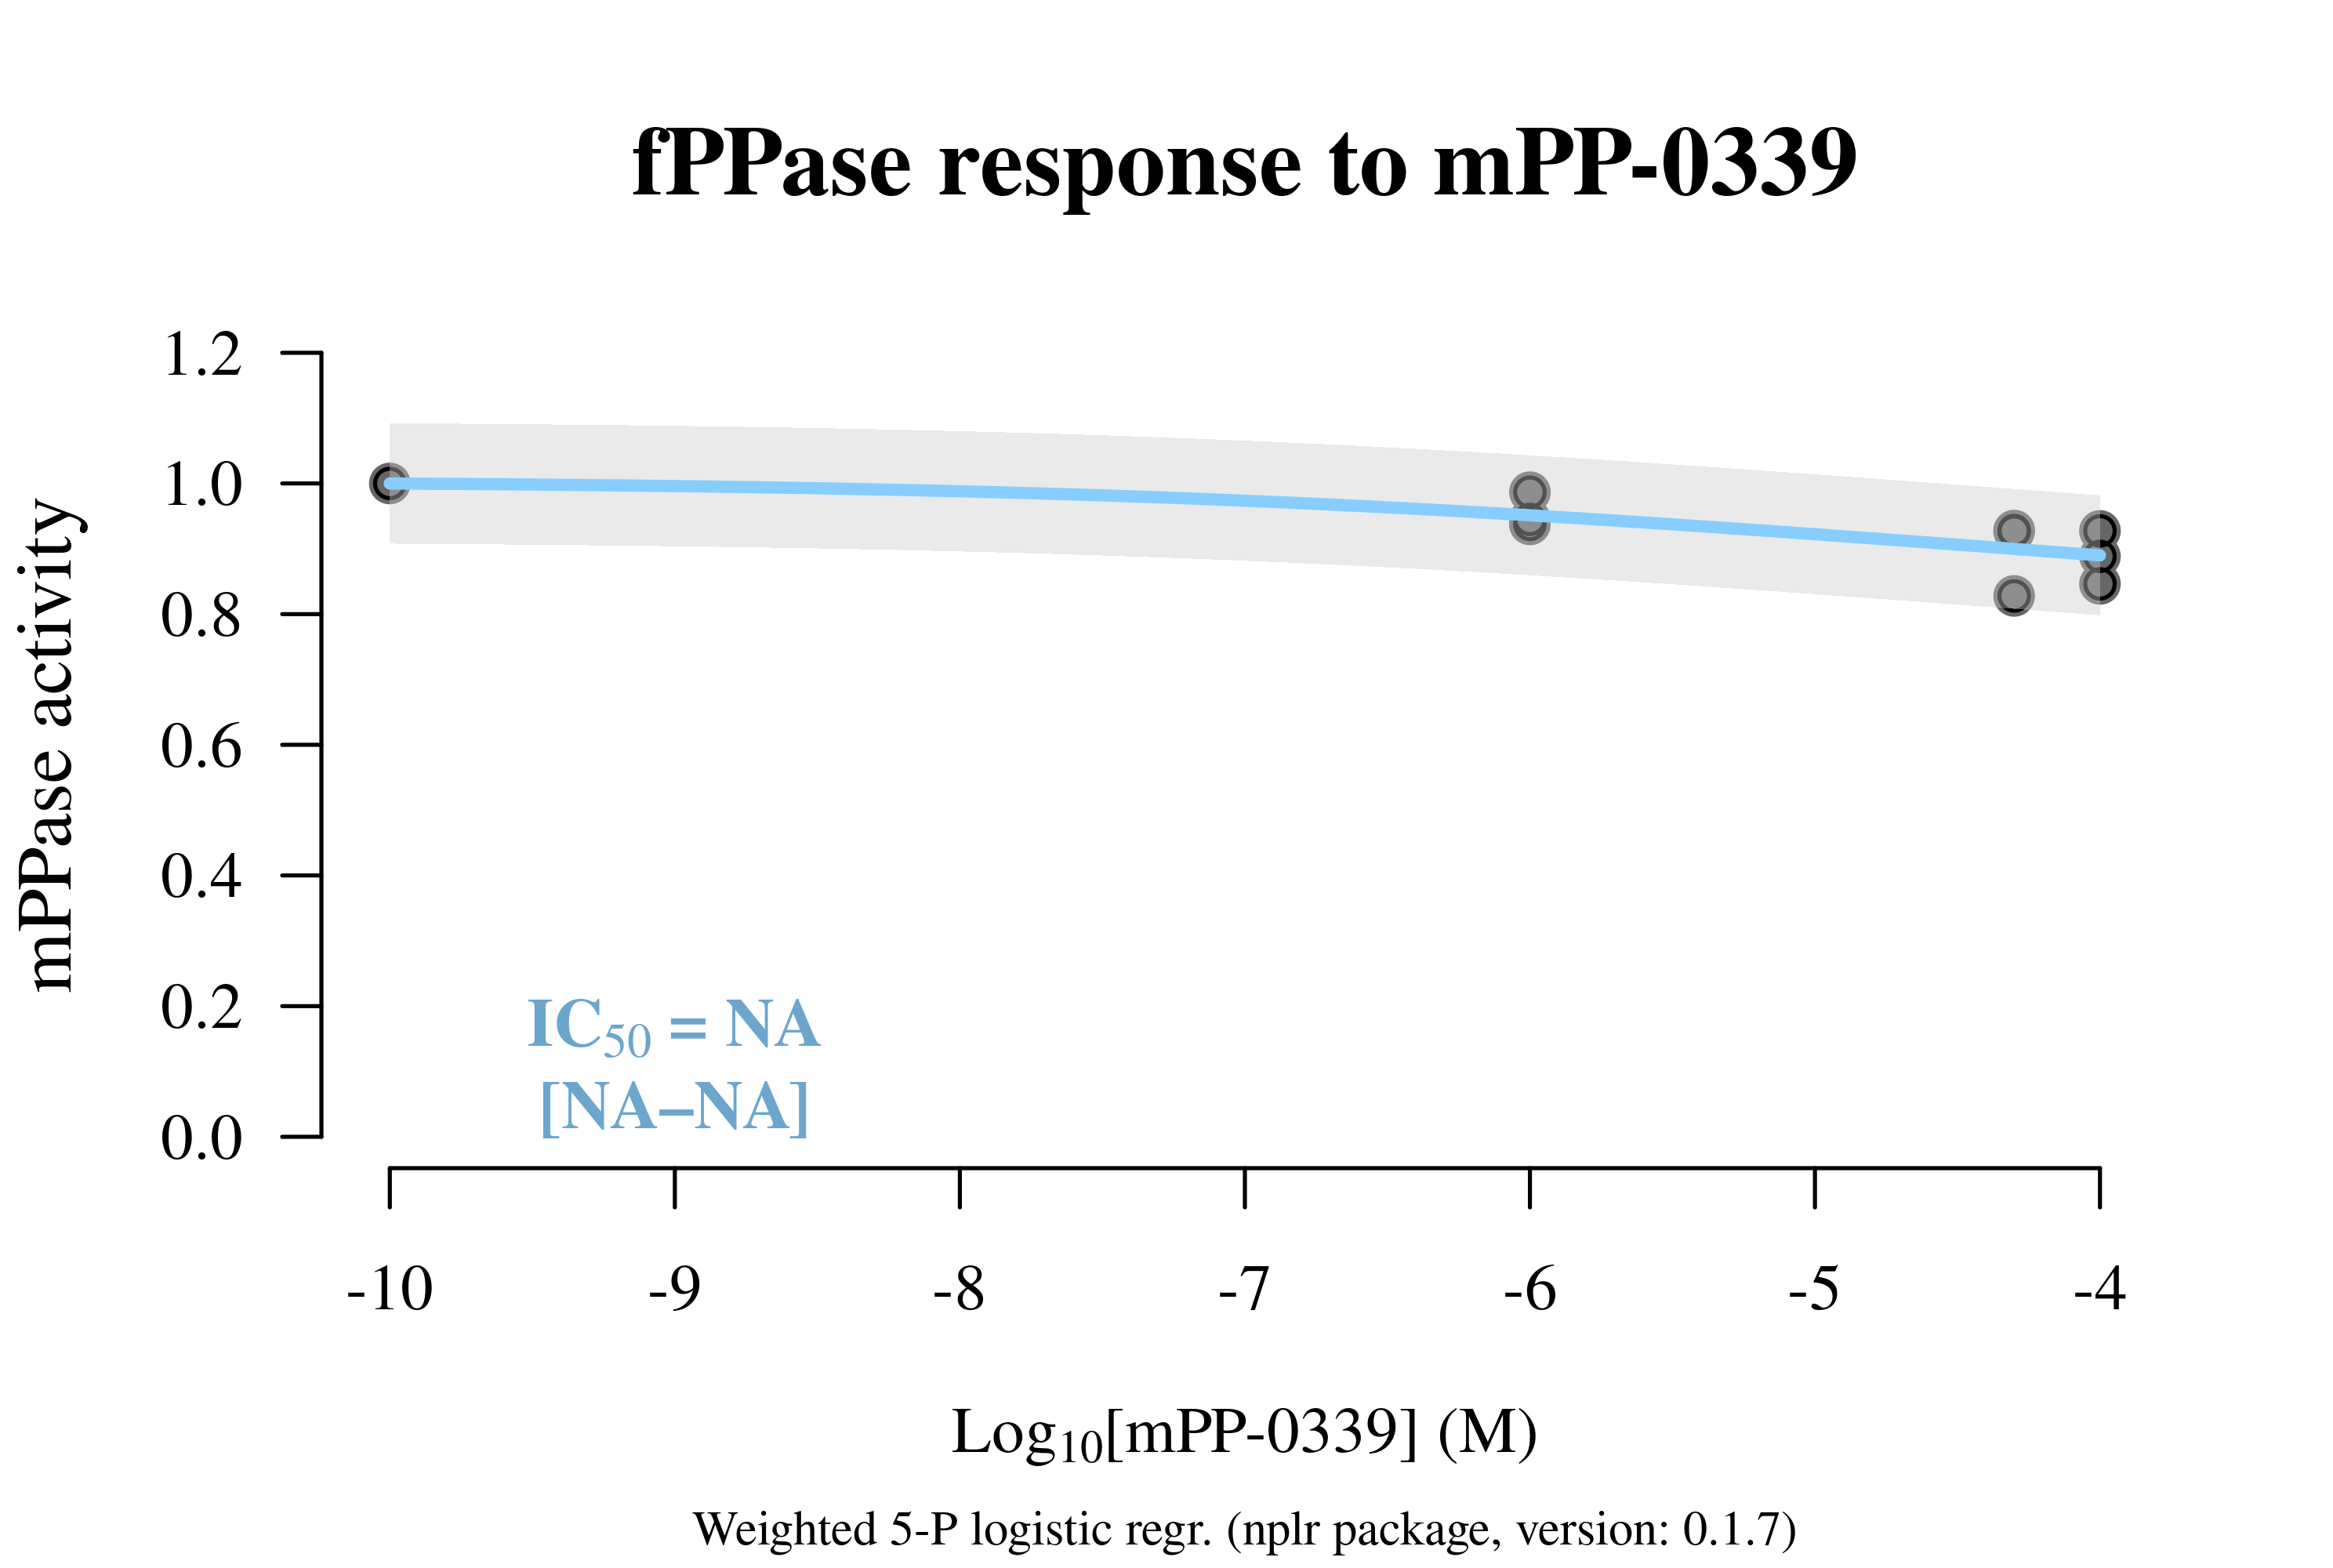 fPPase response to mPP-0339
mPPase activity
1.2
1.0
0.8
0.6
0.4
0.2
0.0
IC50 = NA
[NA–NA]
-10 -9 -8 -7 -6 -5 -4
Log10[mPP-0339] (M)
Weighted 5-P logistic regr. (nplr package, version: 0.1.7)